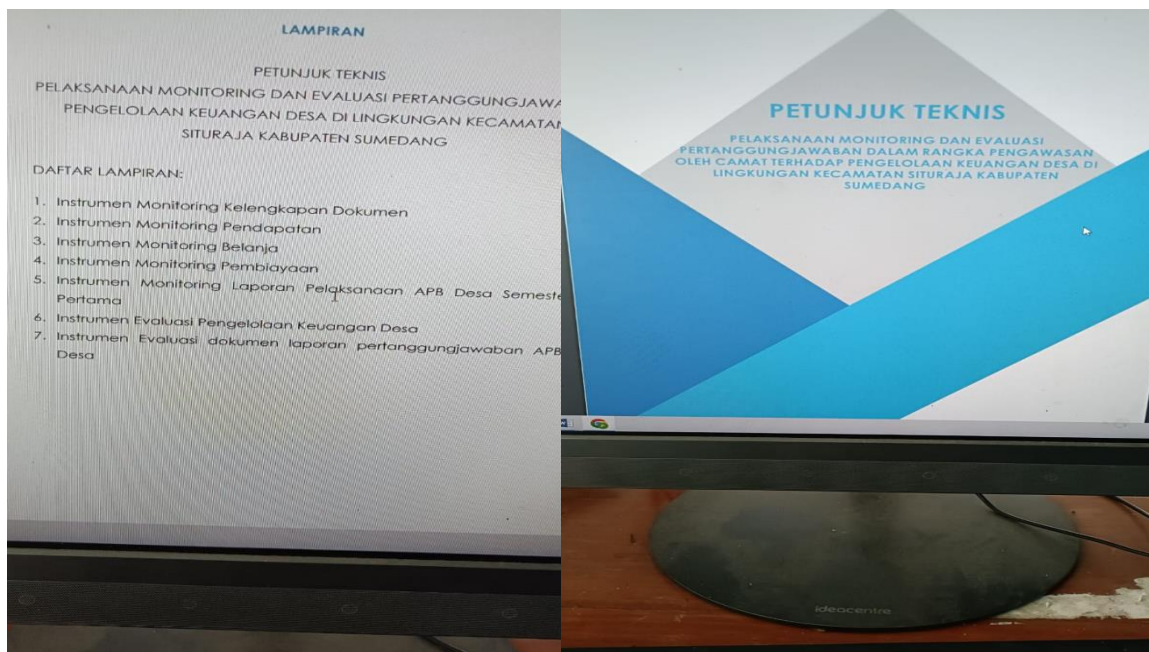 LAMPIRAN
PETUNJUK TEKNIS
PELAKSANAAN MONITORING DAN EVALUASI
PENGELOLAAN KEUANGAN DESA DI LINGKUNGAN
SITURAJA KABUPATEN SUMEDANG
DAFTAR LAMPIRAN:
1. Instrumen Monitoring Kelengkapan Dokumen
2. Instrumen Monitoring Pendapatan
3. Instrumen Monitoring Belanja
4. Instrumen Monitoring Pembiayaan
5. Instrumen Monitoring Laporan Pelaksanaan APB Desa
Pertama
6. Instrumen Evaluasi Pengelolaan Keuangan Desa
7. Instrumen Evaluasi dokumen laporan pertanggungjawaban APB
Desa
PETUNJUK TEKNIS
PELAKSANAAN MONITORING DAN EVALUASI
PERTANGGUNGJAWABAN DALAM RANGKA PENGAWASAN
OLEH CAMAT TERHADAP PENGELOLAAN KEUANGAN DESA DI
LINGKUNGAN KECAMATAN SITURAJA KABUPATEN
SUMEDANG
ideacentre